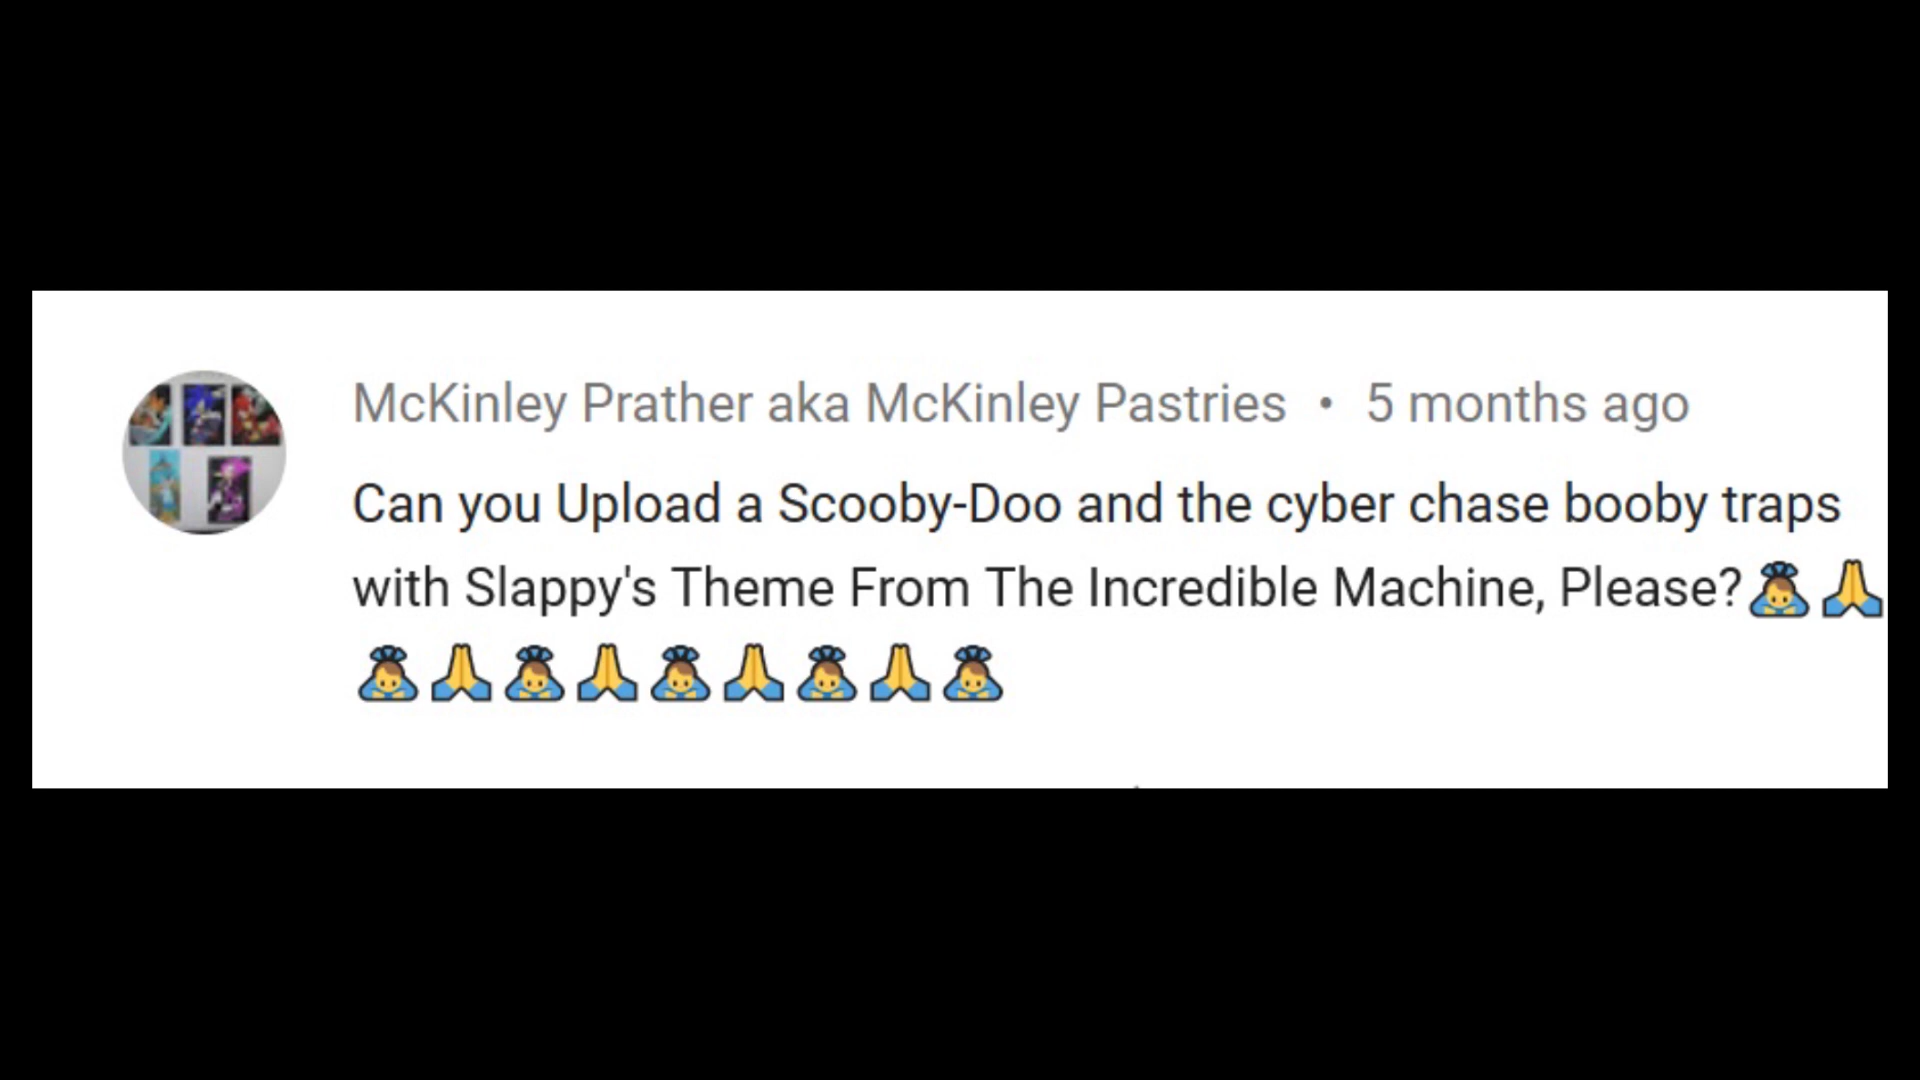 McKinley Prather aka McKinley Pastries • 5 months ago
Can you Upload a Scooby-Doo and the cyber chase booby traps
with Slappy's Theme From The Incredible Machine, Please?🙇🙏
🙇🙏🙇🙏🙇🙏🙇🙏🙇